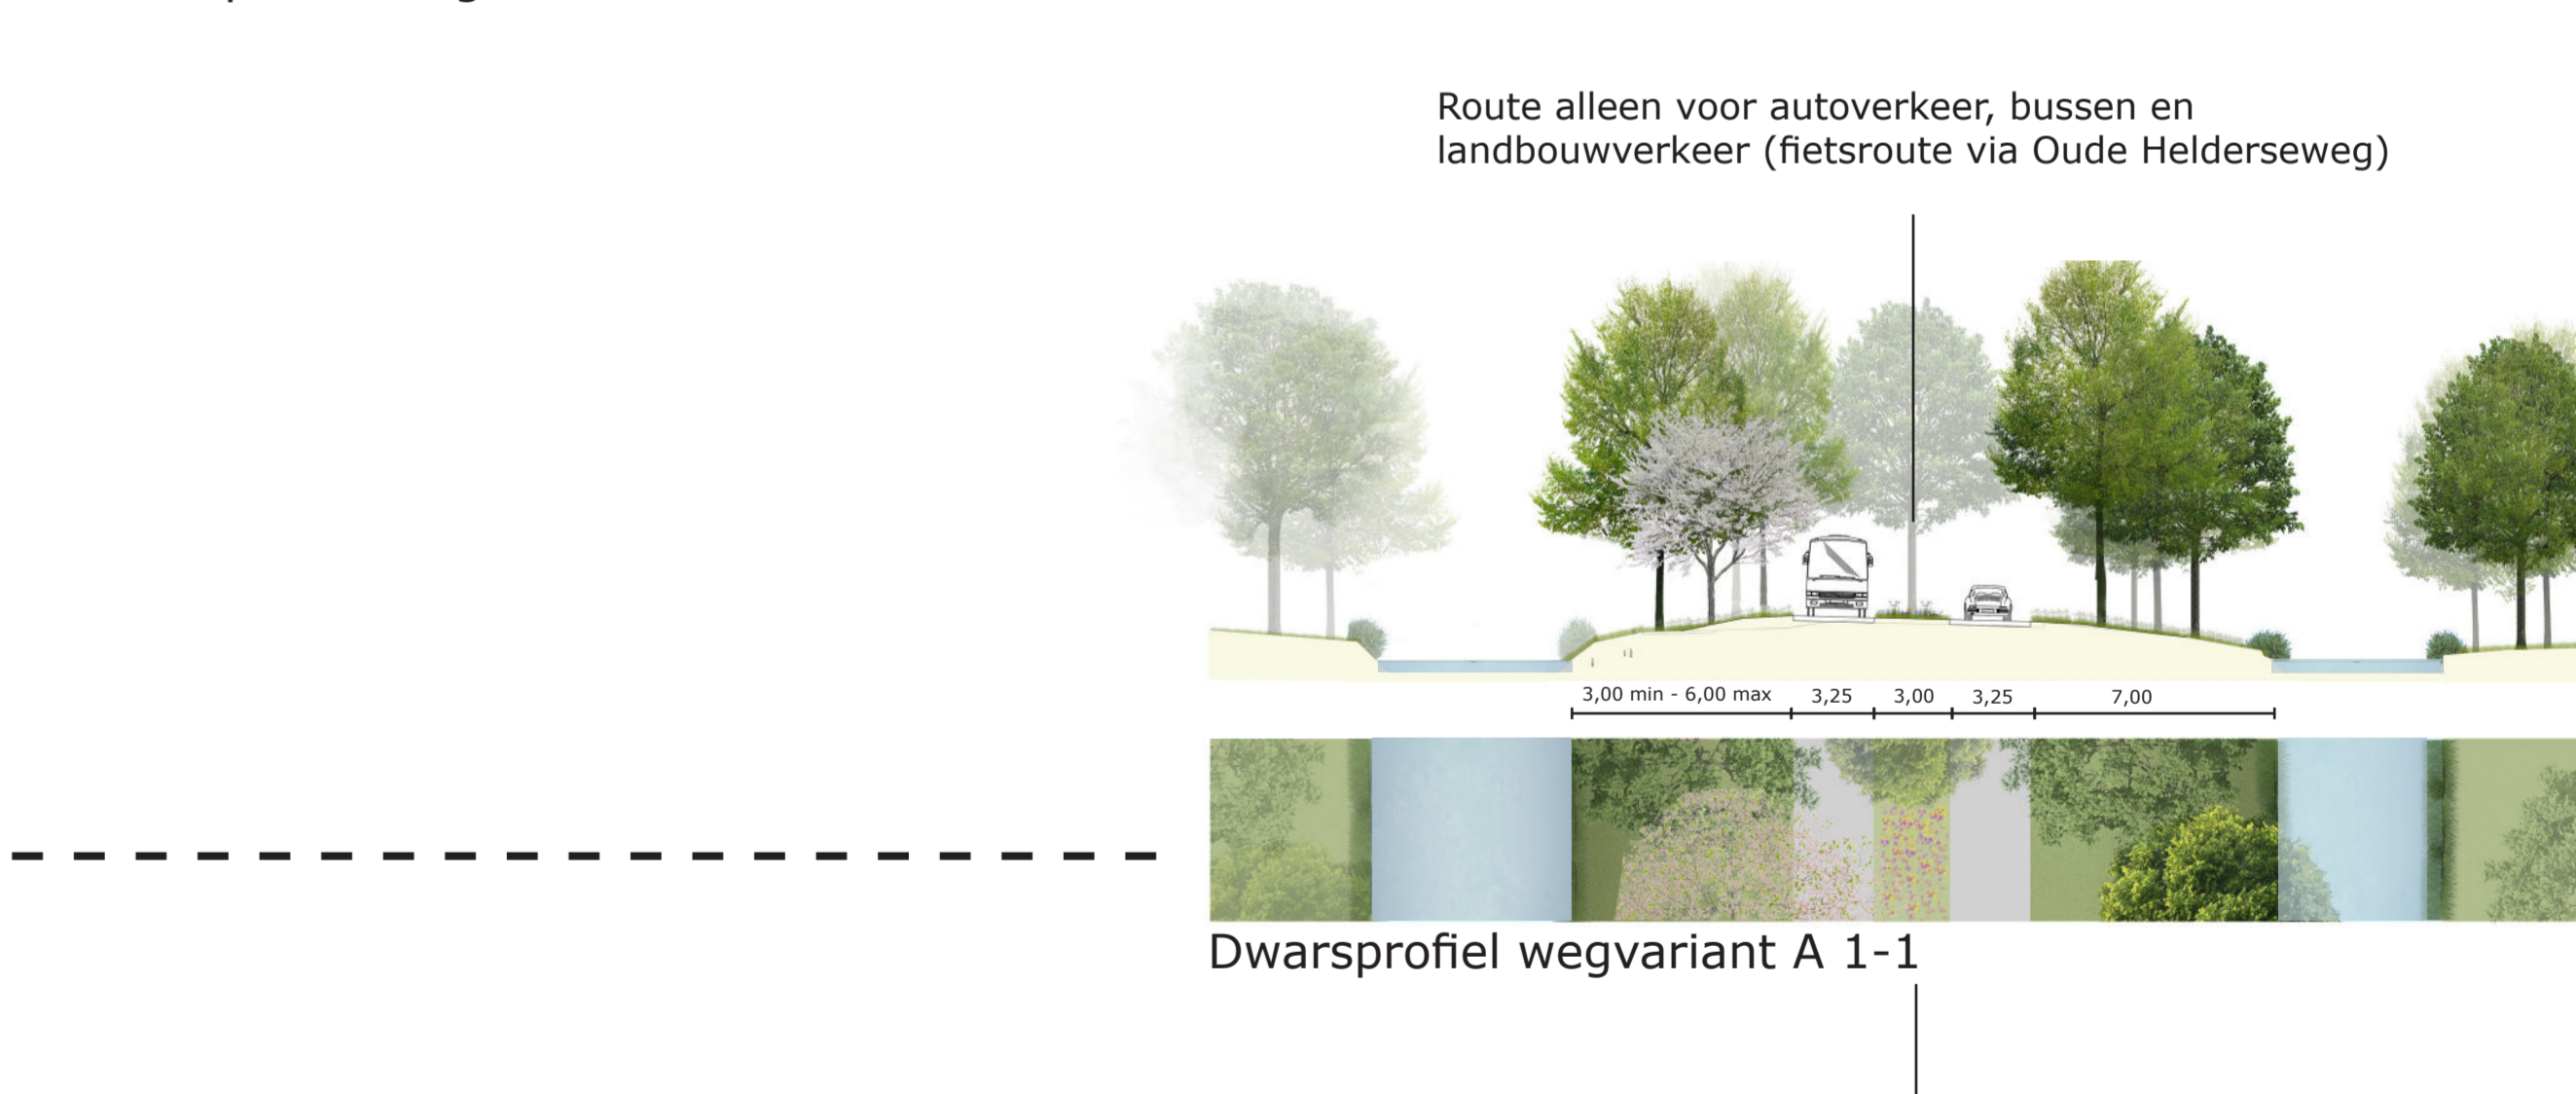 Route alleen voor autoverkeer, bussen en
landbouwverkeer (fietsroute via Oude Helderseweg)
3,00 min - 6,00 max 3,25 3,00 3,25 7,00
Dwarsprofiel wegvariant A 1-1